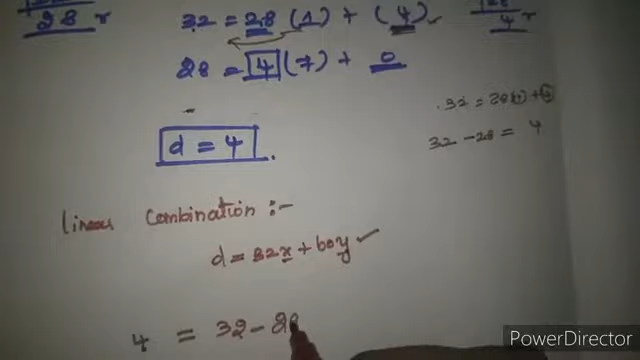 28 r
32 = 28 (1) + (4)
4 r
28 = 4 (7) + 0
32 = 28(1) + 4
32 - 28 = 4
d = 4
Linear Combination :-
d = 32x + 60y ✓
4 = 32 - 28
PowerDirector